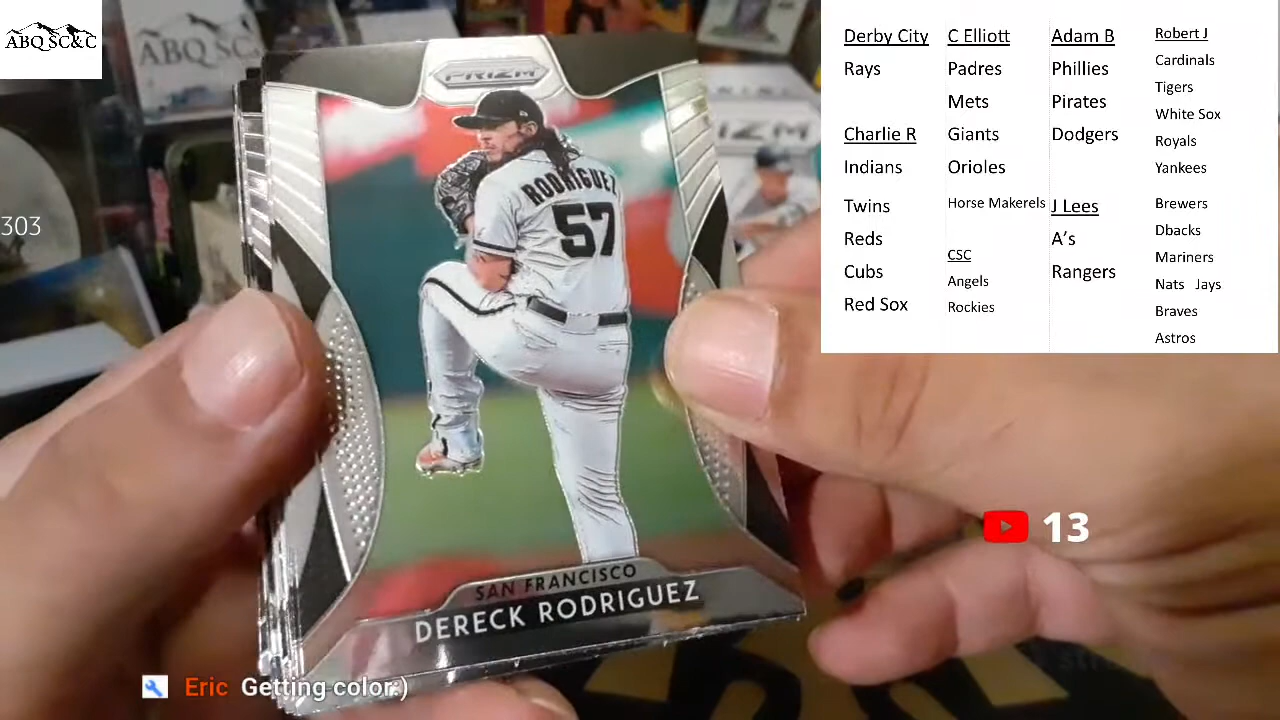 ABQ SC&C
ABQ SC&
PRIZM
RODRIGUEZ
57
SAN FRANCISCO
DERECK RODRIGUEZ
303
Derby City
Rays
Charlie R
Indians
Twins
Reds
Cubs
Red Sox
C Elliott
Padres
Mets
Giants
Orioles
Horse Makerels
CSC
Angels
Rockies
Adam B
Phillies
Pirates
Dodgers
J Lees
A's
Rangers
Robert J
Cardinals
Tigers
White Sox
Royals
Yankees
Brewers
Dbacks
Mariners
Nats Jays
Braves
Astros
13
Eric Getting color:)